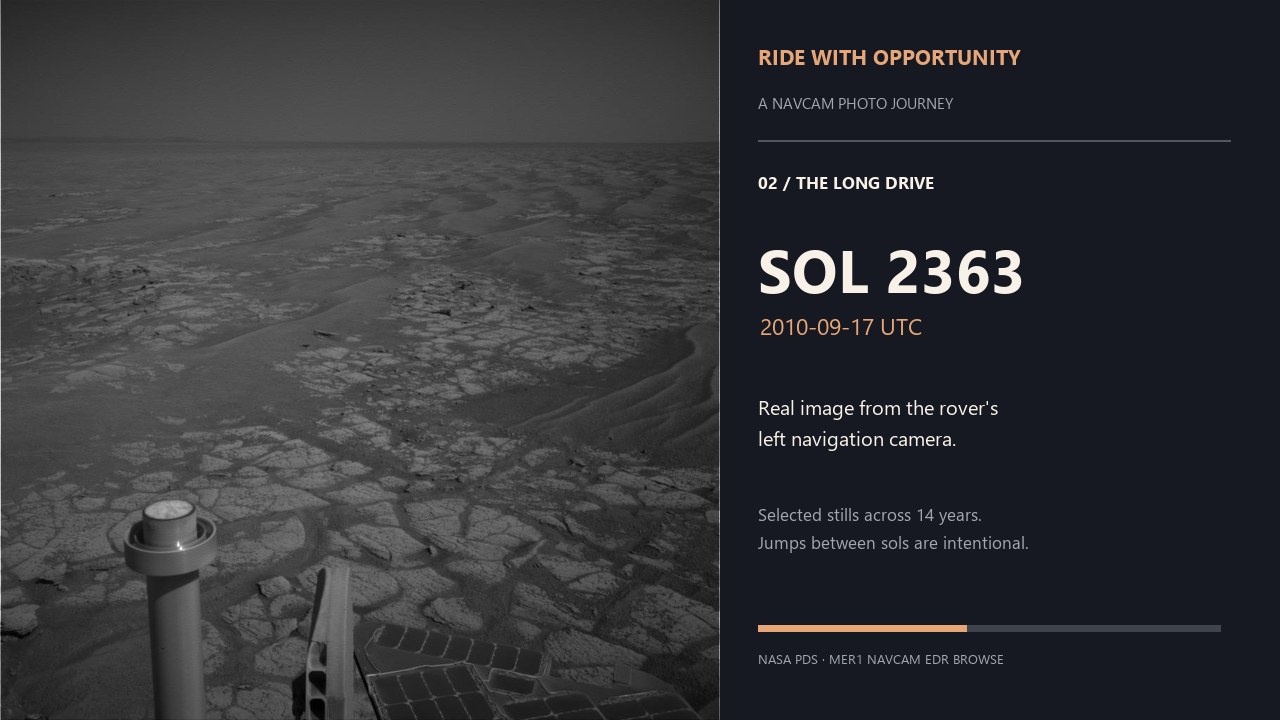 RIDE WITH OPPORTUNITY
A NAVCAM PHOTO JOURNEY
02 / THE LONG DRIVE
SOL 2363
2010-09-17 UTC
Real image from the rover's
left navigation camera.
Selected stills across 14 years.
Jumps between sols are intentional.
NASA PDS · MER1 NAVCAM EDR BROWSE